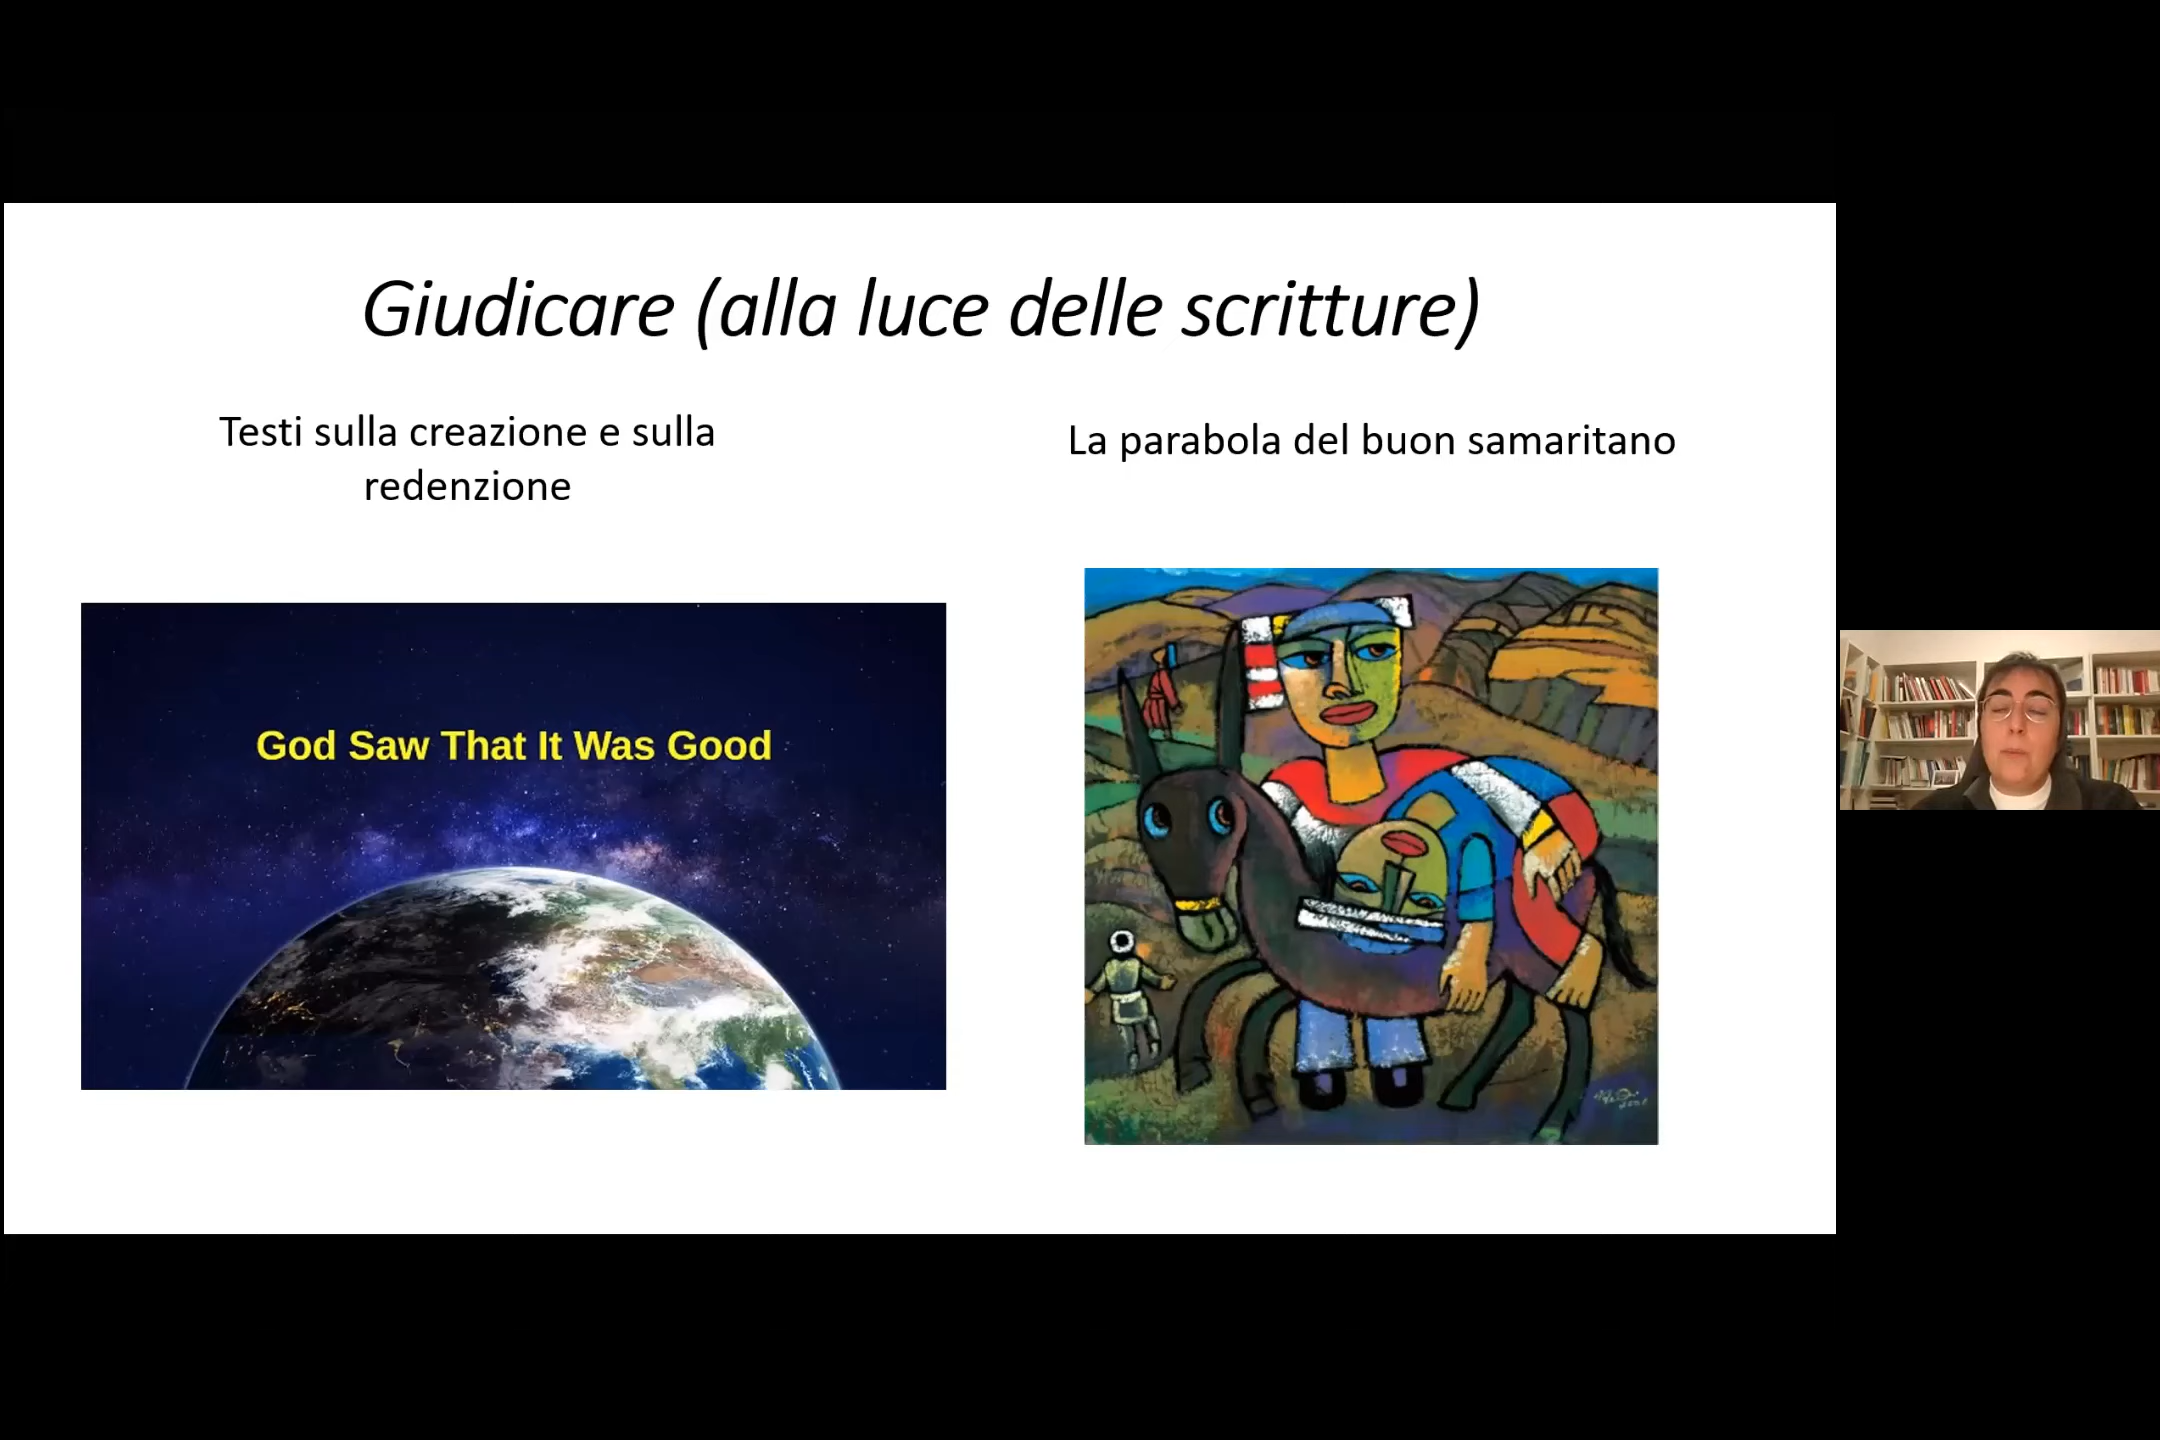 Giudicare (alla luce delle scritture)
Testi sulla creazione e sulla
redenzione
La parabola del buon samaritano
God Saw That It Was Good